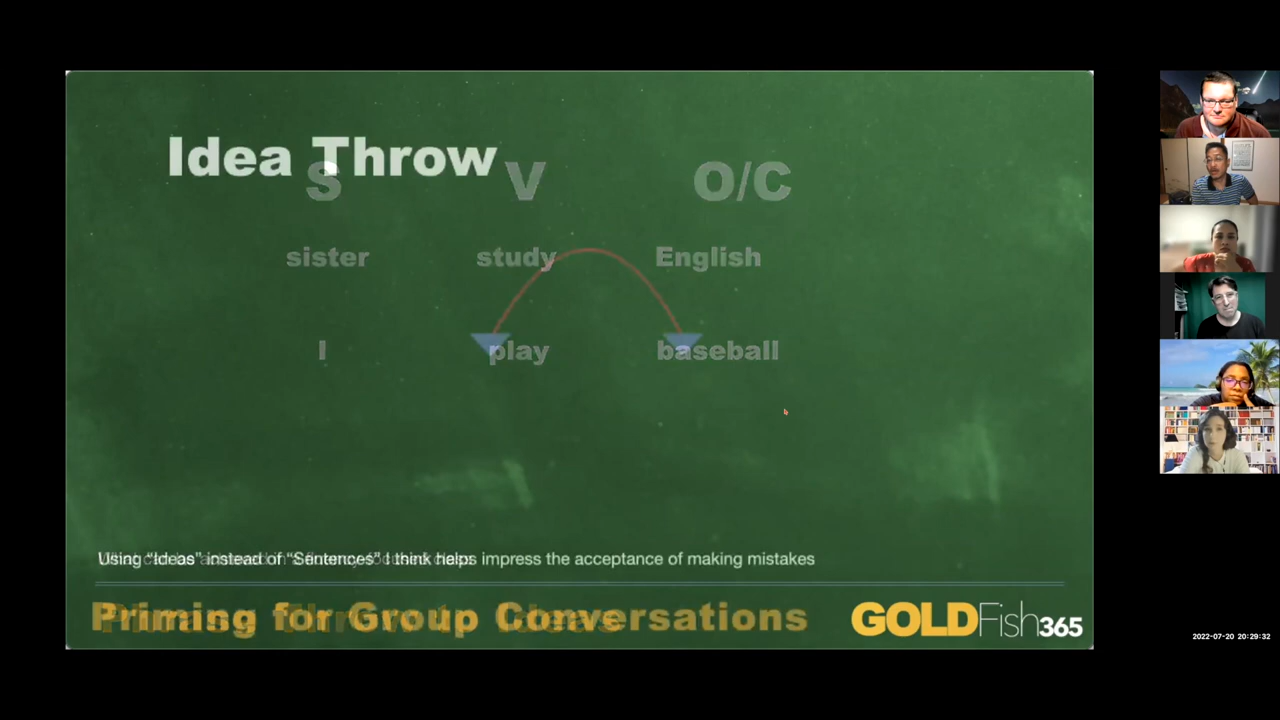 Idea Throw
S V O/C
sister study English
I play baseball
Using “Ideas” instead of “Sentences” I think helps impress the acceptance of making mistakes
Priming for Group Conversations
GOLDFish365
2022-07-20 20:29:32